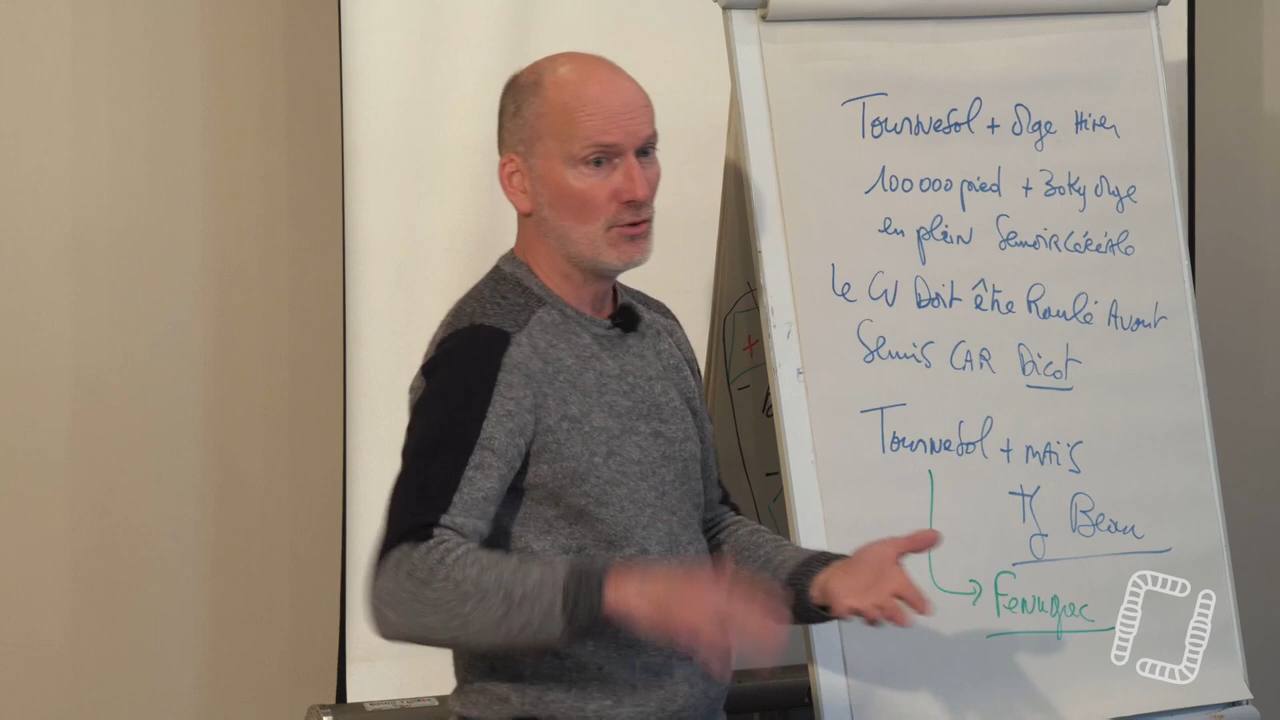 Tournesol + Orge Hiver
100 000 pied + 30kg orge
en plein Semoir Céréale
Le CV Doit être Roulé Avant
Semis CAR Dicot
Tournesol + MAÏS
Tj Beau
Fenugrec